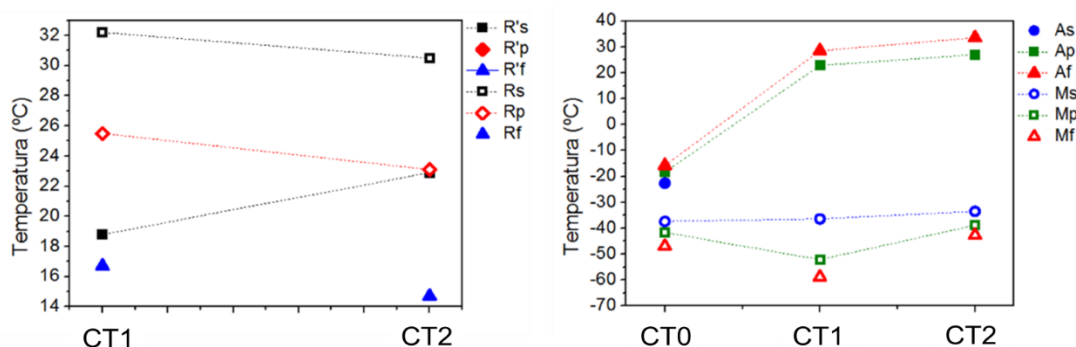 Temperatura (ºC)
32
30
28
26
24
22
20
18
16
14
CT1
CT2
R's
R'p
R'f
Rs
Rp
Rf
Temperatura (ºC)
40
30
20
10
0
-10
-20
-30
-40
-50
-60
-70
CT0
CT1
CT2
As
Ap
Af
Ms
Mp
Mf